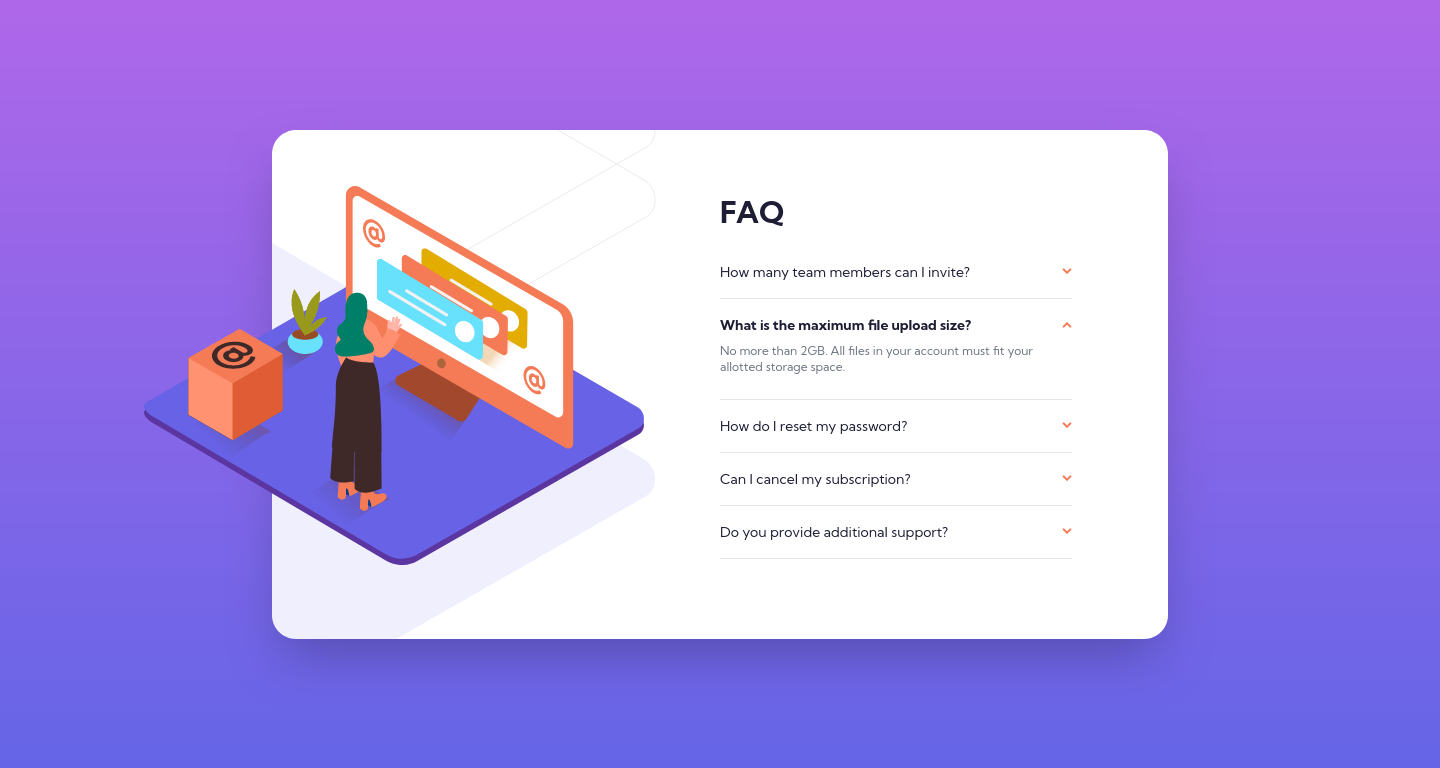 @
@
@
FAQ
How many team members can I invite?
What is the maximum file upload size?
No more than 2GB. All files in your account must fit your
allotted storage space.
How do I reset my password?
Can I cancel my subscription?
Do you provide additional support?